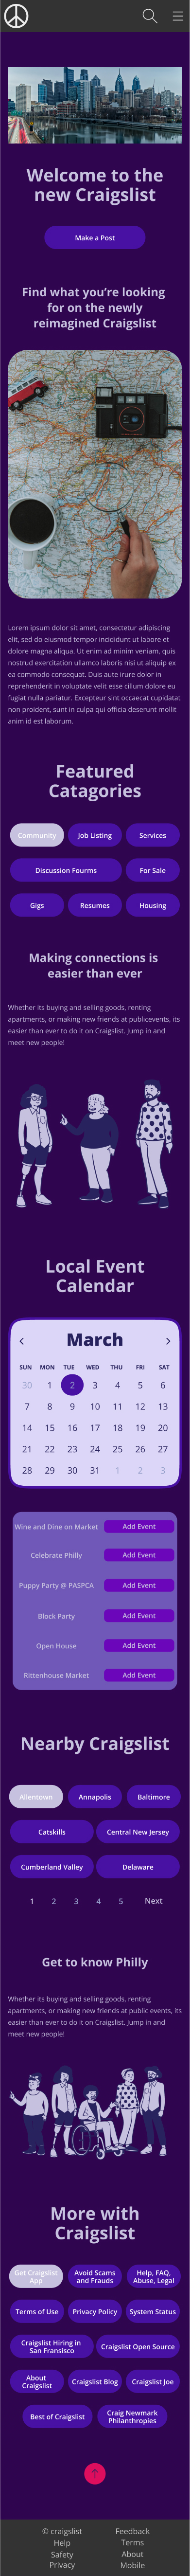 Welcome to the
new Craigslist
Make a Post
Find what you’re looking
for on the newly
reimagined Craigslist
Lorem ipsum dolor sit amet, consectetur adipiscing
elit, sed do eiusmod tempor incididunt ut labore et
dolore magna aliqua. Ut enim ad minim veniam, quis
nostrud exercitation ullamco laboris nisi ut aliquip ex
ea commodo consequat. Duis aute irure dolor in
reprehenderit in voluptate velit esse cillum dolore eu
fugiat nulla pariatur. Excepteur sint occaecat cupidatat
non proident, sunt in culpa qui officia deserunt mollit
anim id est laborum.
Featured
Catagories
Community Job Listing Services
Discussion Fourms For Sale
Gigs Resumes Housing
Making connections is
easier than ever
Whether its buying and selling goods, renting
apartments, or making new friends at publicevents, its
easier than ever to do it on Craigslist. Jump in and
meet new people!
Local Event
Calendar
March
SUN MON TUE WED THU FRI SAT
30 1 2 3 4 5 6
7 8 9 10 11 12 13
14 15 16 17 18 19 20
21 22 23 24 25 26 27
28 29 30 31 1 2 3
Wine and Dine on Market Add Event
Celebrate Philly Add Event
Puppy Party @ PASPCA Add Event
Block Party Add Event
Open House Add Event
Rittenhouse Market Add Event
Nearby Craigslist
Allentown Annapolis Baltimore
Catskills Central New Jersey
Cumberland Valley Delaware
1 2 3 4 5 Next
Get to know Philly
Whether its buying and selling goods, renting
apartments, or making new friends at public events, its
easier than ever to do it on Craigslist. Jump in and
meet new people!
More with
Craigslist
Get Craigslist
App
Avoid Scams
and Frauds
Help, FAQ,
Abuse, Legal
Terms of Use Privacy Policy System Status
Craigslist Hiring in
San Fransisco
Craigslist Open Source
About
Craigslist
Craigslist Blog Craigslist Joe
Best of Craigslist
Craig Newmark
Philanthropies
© craigslist Feedback
Help Terms
Safety About
Privacy Mobile